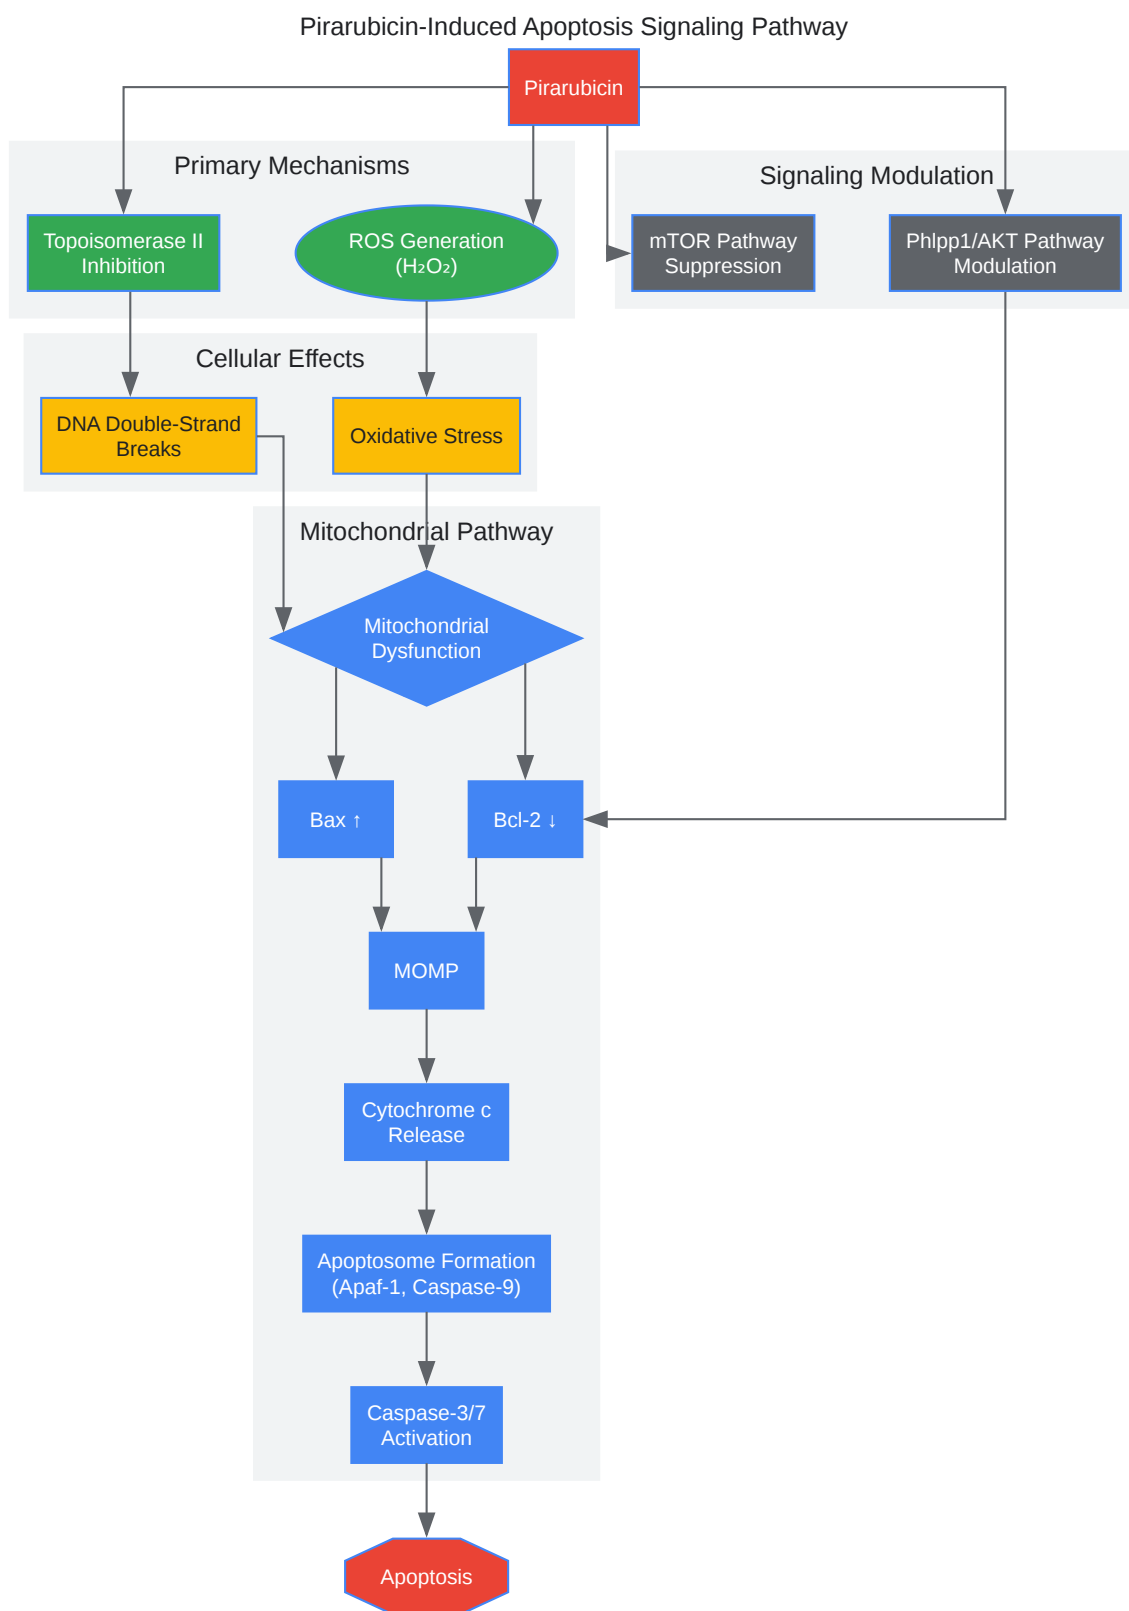 Pirarubicin-Induced Apoptosis Signaling Pathway
Pirarubicin
Primary Mechanisms
Signaling Modulation
Topoisomerase II
Inhibition
ROS Generation
(H₂O₂)
mTOR Pathway
Suppression
Phlpp1/AKT Pathway
Modulation
Cellular Effects
DNA Double-Strand
Breaks
Oxidative Stress
Mitochondrial Pathway
Mitochondrial
Dysfunction
Bax ↑
Bcl-2 ↓
MOMP
Cytochrome c
Release
Apoptosome Formation
(Apaf-1, Caspase-9)
Caspase-3/7
Activation
Apoptosis